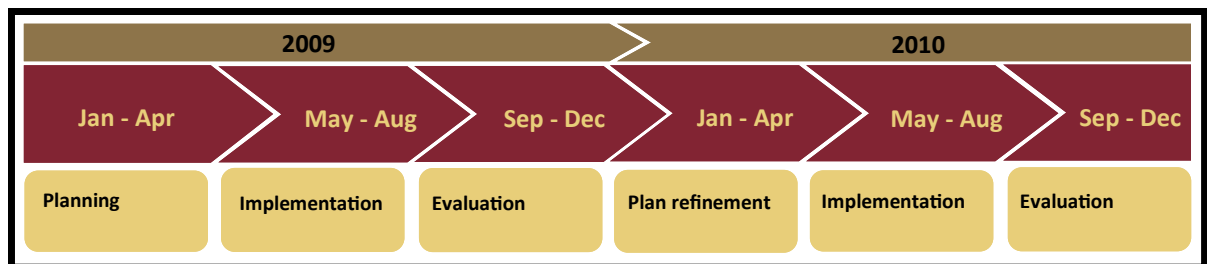 2009 2010
Jan - Apr May - Aug Sep - Dec Jan - Apr May - Aug Sep - Dec
Planning Implementation Evaluation Plan refinement Implementation Evaluation